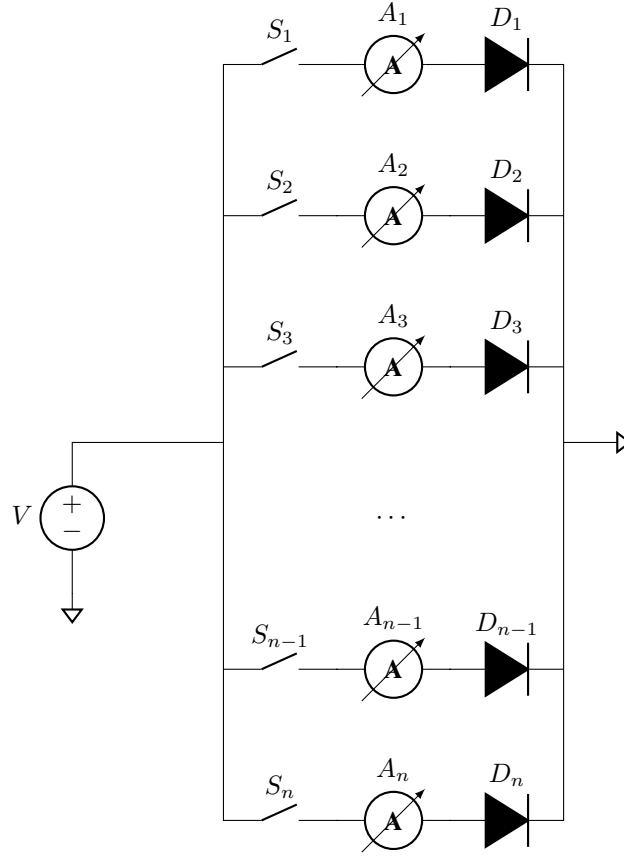 S₁ A₁ D₁
A
S₂ A₂ D₂
A
S₃ A₃ D₃
A
V + −
…
Sₙ₋₁ Aₙ₋₁ Dₙ₋₁
A
Sₙ Aₙ Dₙ
A